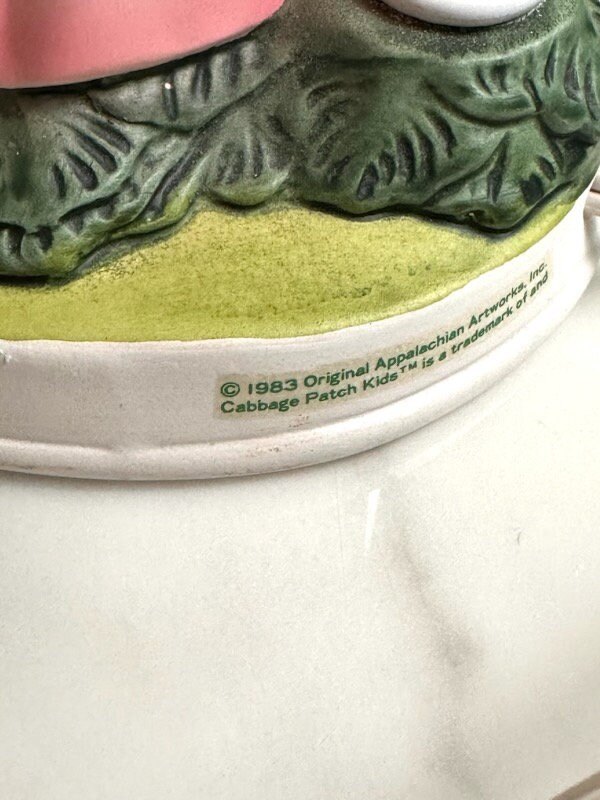 © 1983 Original Appalachian Artworks, Inc.
Cabbage Patch Kids™ is a trademark of and